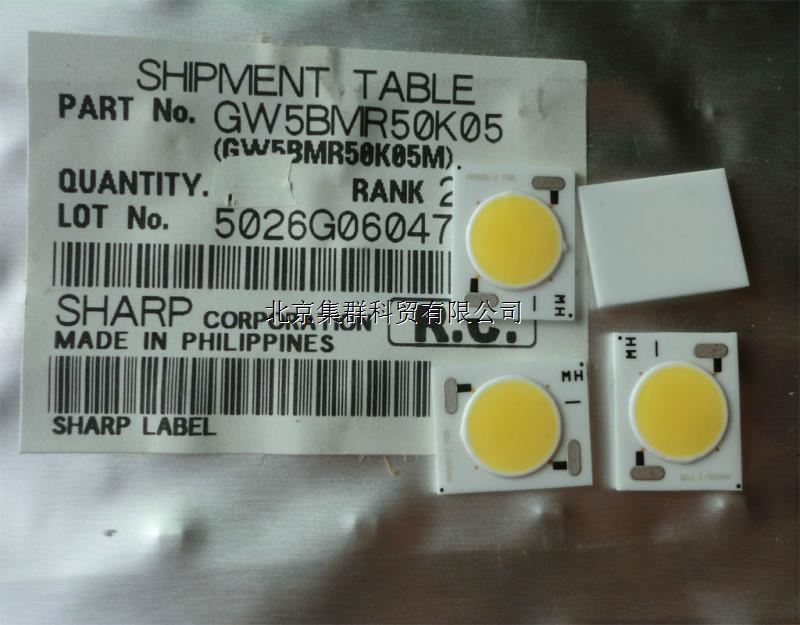 SHIPMENT TABLE
PART No. GW5BMR50K05
(GW5BMR50K05M)
QUANTITY. RANK 2
LOT No. 5026G06047
SHARP CORPORATION R.C.
北京集群科贸有限公司
MADE IN PHILIPPINES
SHARP LABEL
MH
MH
MH